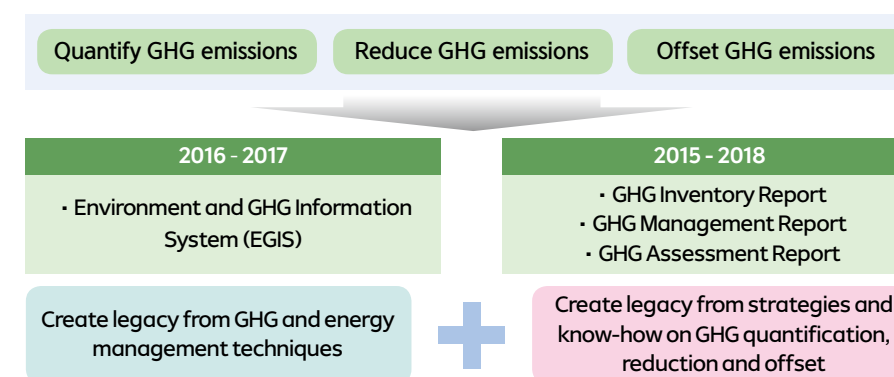 Quantify GHG emissions
Reduce GHG emissions
Offset GHG emissions
2016 - 2017
· Environment and GHG Information
System (EGIS)
2015 - 2018
· GHG Inventory Report
· GHG Management Report
· GHG Assessment Report
Create legacy from GHG and energy
management techniques
Create legacy from strategies and
know-how on GHG quantification,
reduction and offset